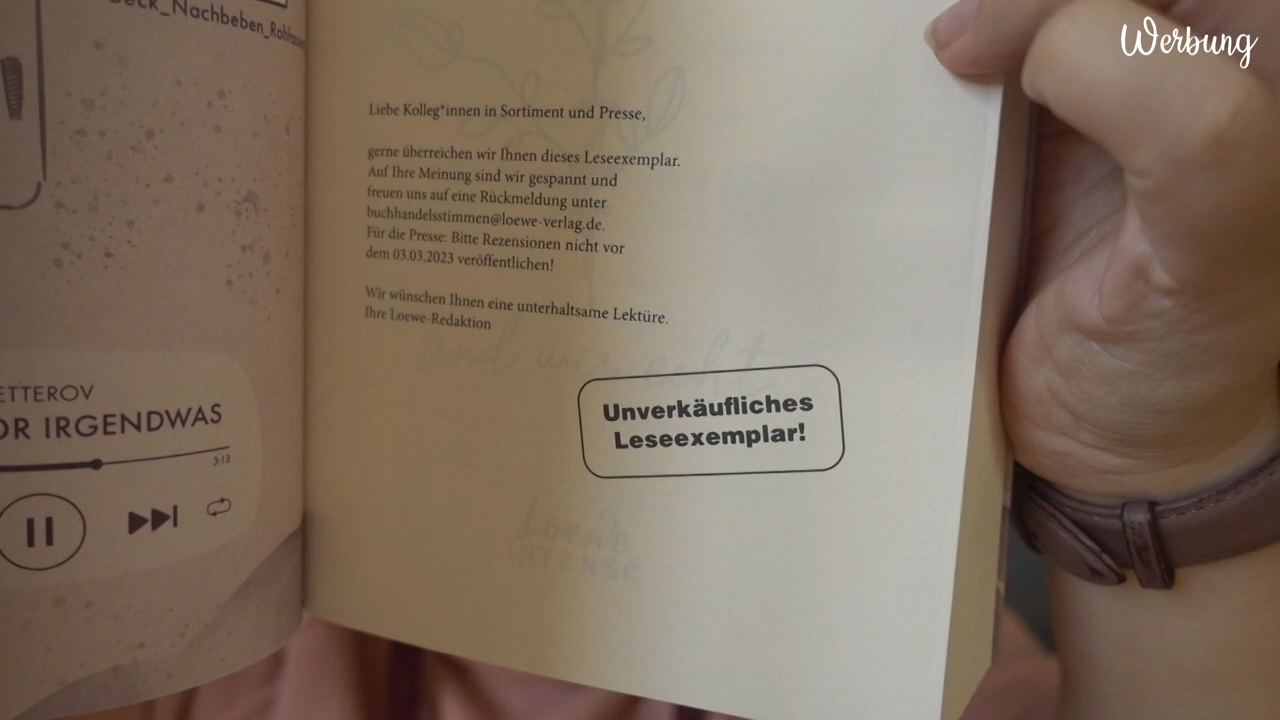 Werbung
Nachbeben
ETTEROV
OR IRGENDWAS
3:13
Liebe Kolleg*innen in Sortiment und Presse,
gerne überreichen wir Ihnen dieses Leseexemplar.
Auf Ihre Meinung sind wir gespannt und
freuen uns auf eine Rückmeldung unter
buchhandelsstimmen@loewe-verlag.de.
Für die Presse: Bitte Rezensionen nicht vor
dem 03.03.2023 veröffentlichen!
Wir wünschen Ihnen eine unterhaltsame Lektüre.
Ihre Loewe-Redaktion
Unverkäufliches
Leseexemplar!
Loewe
INTENSE